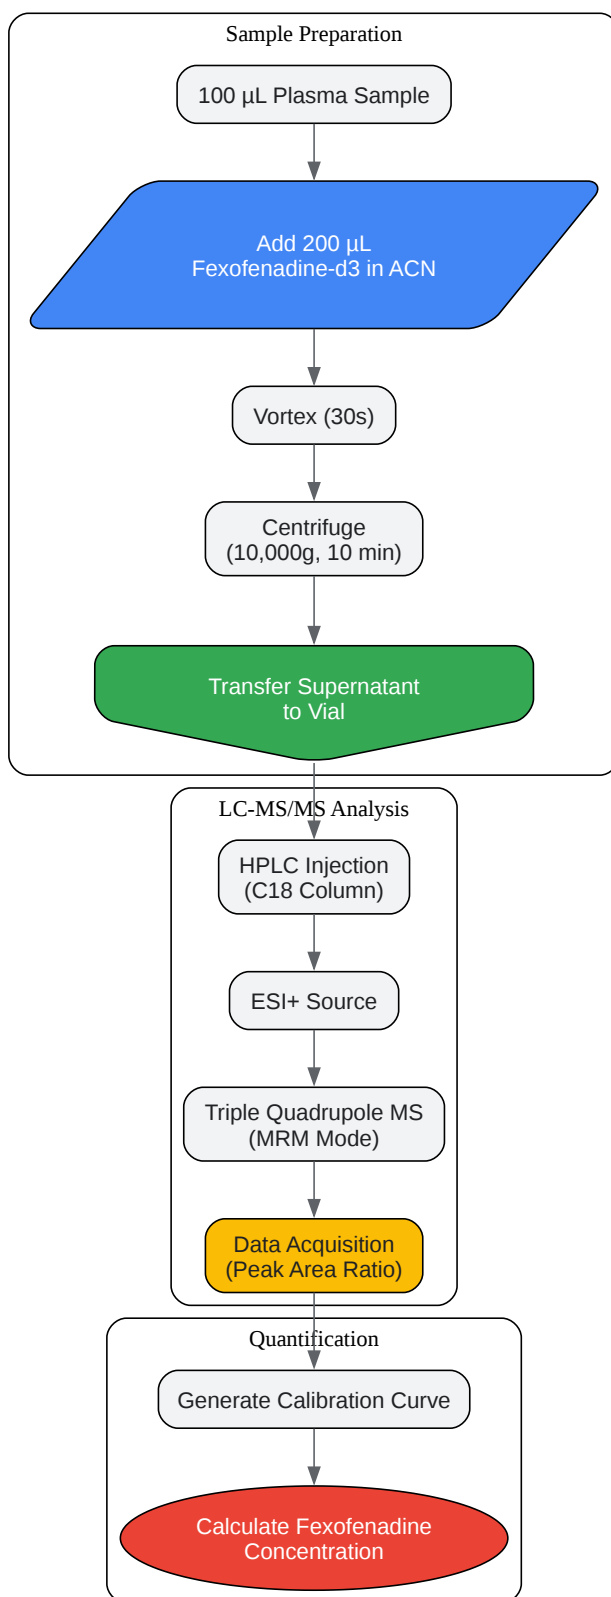 Sample Preparation
100 µL Plasma Sample
Add 200 µL
Fexofenadine-d3 in ACN
Vortex (30s)
Centrifuge
(10,000g, 10 min)
Transfer Supernatant
to Vial
LC-MS/MS Analysis
HPLC Injection
(C18 Column)
ESI+ Source
Triple Quadrupole MS
(MRM Mode)
Data Acquisition
(Peak Area Ratio)
Quantification
Generate Calibration Curve
Calculate Fexofenadine
Concentration